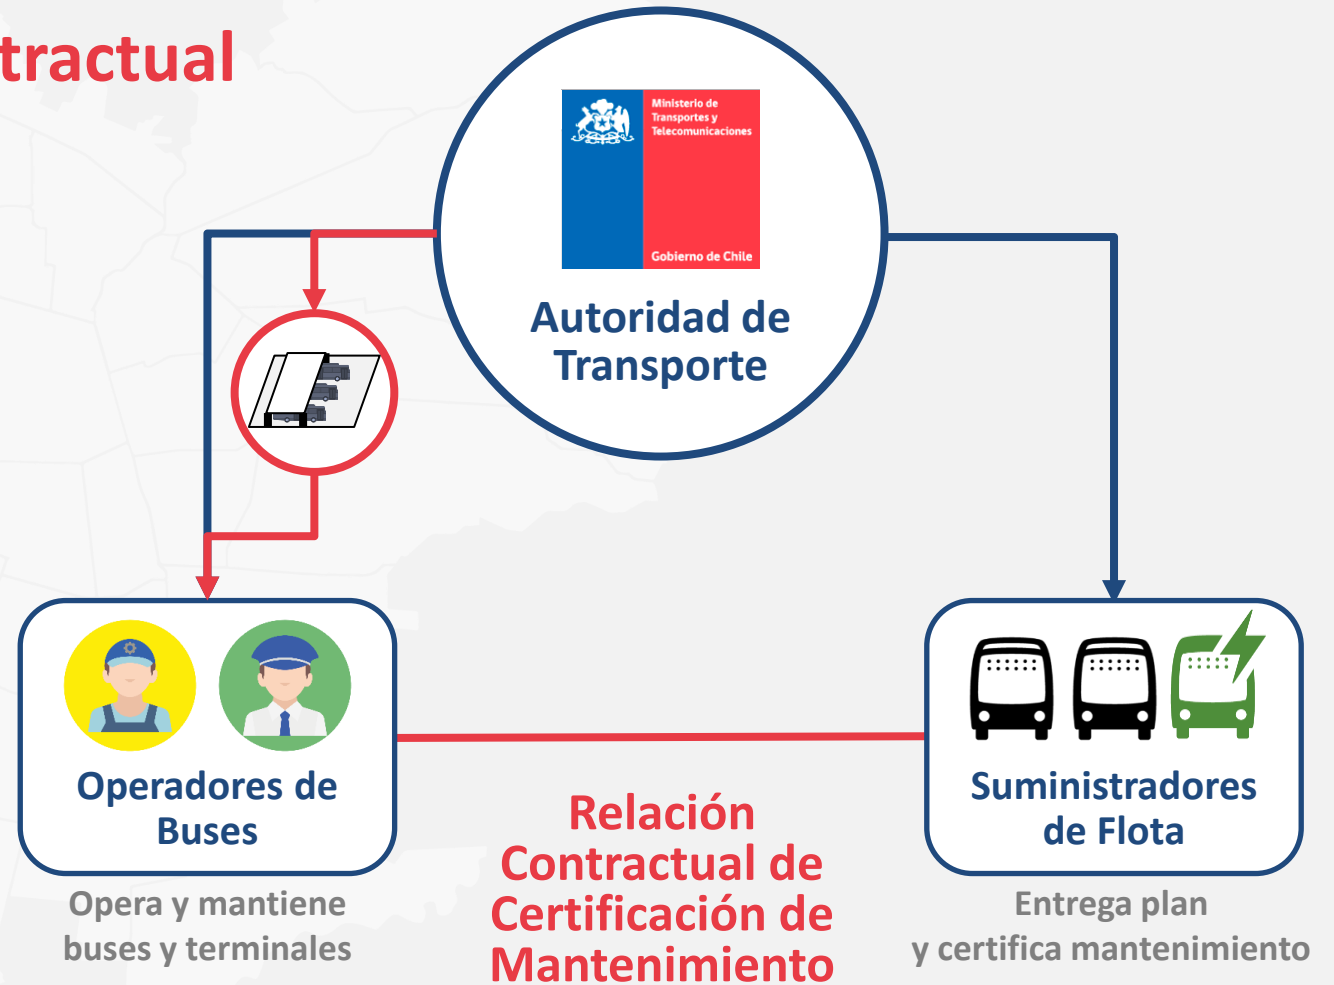 tractual
Ministerio de
Transportes y
Telecomunicaciones
Gobierno de Chile
Autoridad de
Transporte
Operadores de
Buses
Opera y mantiene
buses y terminales
Relación
Contractual de
Certificación de
Mantenimiento
Suministradores
de Flota
Entrega plan
y certifica mantenimiento